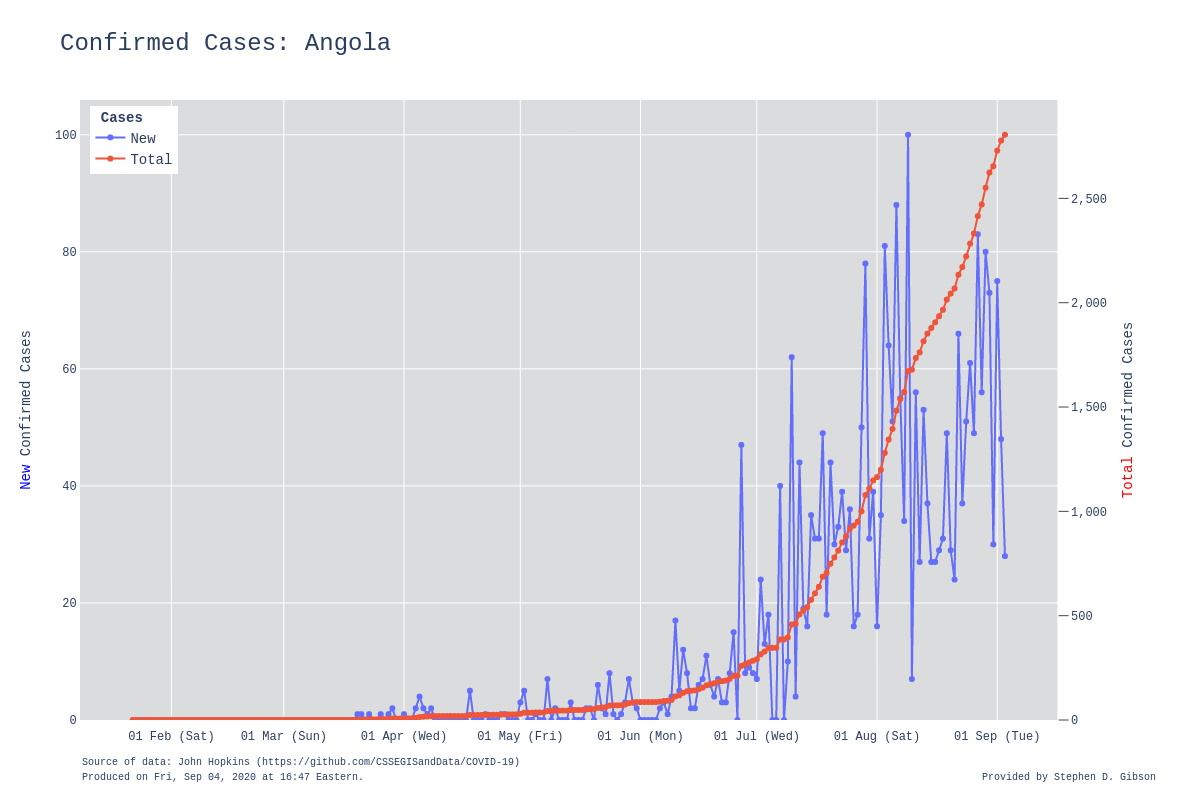 Confirmed Cases: Angola
Cases
New
Total
100
80
60
40
20
0
New Confirmed Cases
2,500
2,000
1,500
1,000
500
0
Total Confirmed Cases
01 Feb (Sat)
01 Mar (Sun)
01 Apr (Wed)
01 May (Fri)
01 Jun (Mon)
01 Jul (Wed)
01 Aug (Sat)
01 Sep (Tue)
Source of data: John Hopkins (https://github.com/CSSEGISandData/COVID-19)
Produced on Fri, Sep 04, 2020 at 16:47 Eastern.
Provided by Stephen D. Gibson